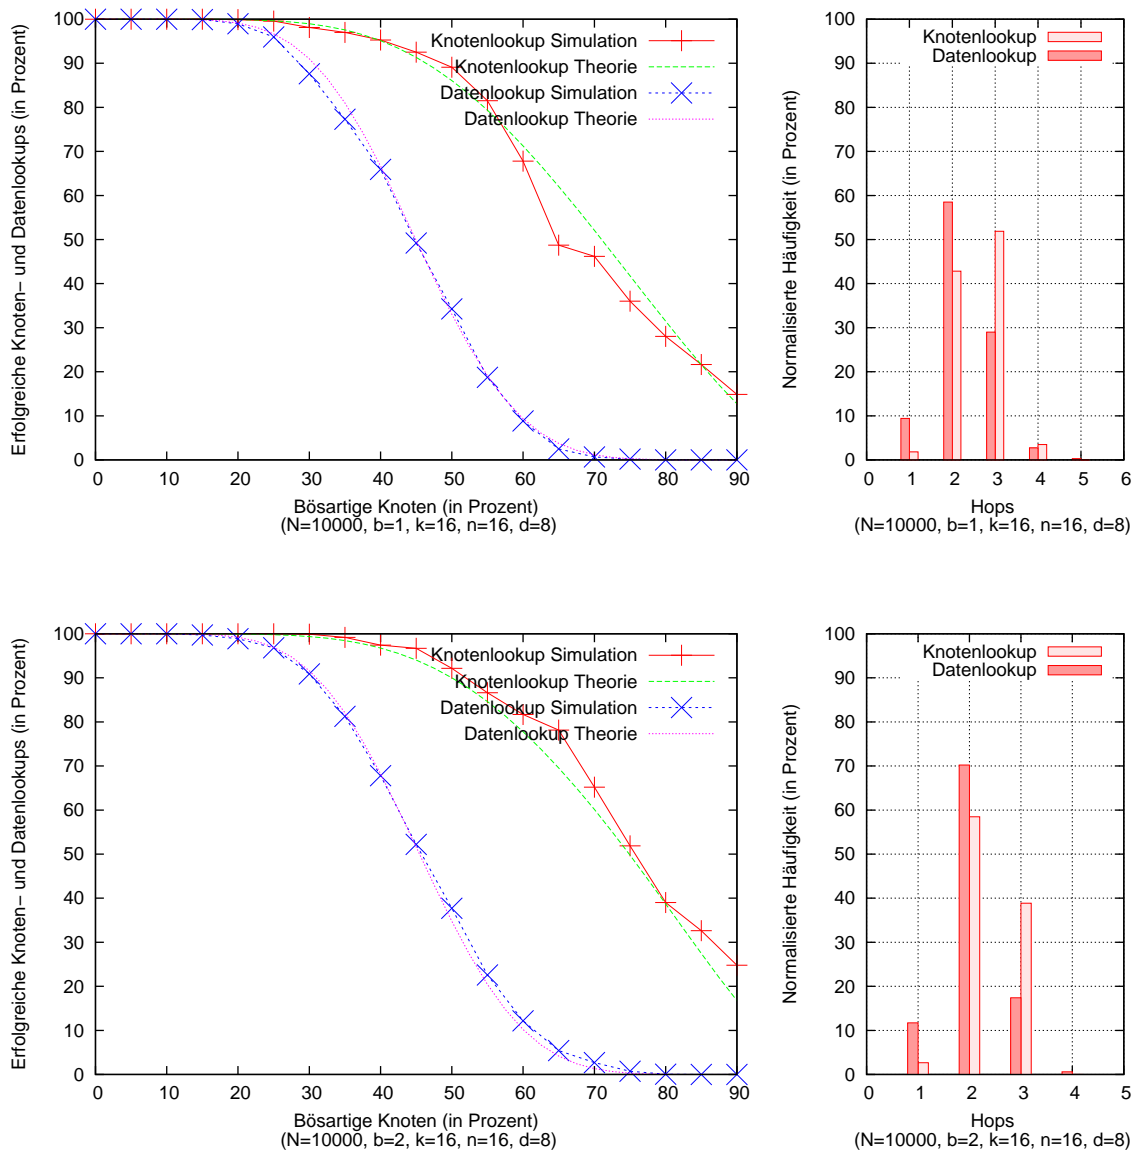 Erfolgreiche Knoten– und Datenlookups (in Prozent)
100
90
80
70
60
50
40
30
20
10
0
Knotenlookup Simulation
Knotenlookup Theorie
Datenlookup Simulation
Datenlookup Theorie
0 10 20 30 40 50 60 70 80 90
Bösartige Knoten (in Prozent)
(N=10000, b=1, k=16, n=16, d=8)
Normalisierte Häufigkeit (in Prozent)
100
90
80
70
60
50
40
30
20
10
0
Knotenlookup
Datenlookup
0 1 2 3 4 5 6
Hops
(N=10000, b=1, k=16, n=16, d=8)
Erfolgreiche Knoten– und Datenlookups (in Prozent)
100
90
80
70
60
50
40
30
20
10
0
Knotenlookup Simulation
Knotenlookup Theorie
Datenlookup Simulation
Datenlookup Theorie
0 10 20 30 40 50 60 70 80 90
Bösartige Knoten (in Prozent)
(N=10000, b=2, k=16, n=16, d=8)
Normalisierte Häufigkeit (in Prozent)
100
90
80
70
60
50
40
30
20
10
0
Knotenlookup
Datenlookup
0 1 2 3 4 5
Hops
(N=10000, b=2, k=16, n=16, d=8)